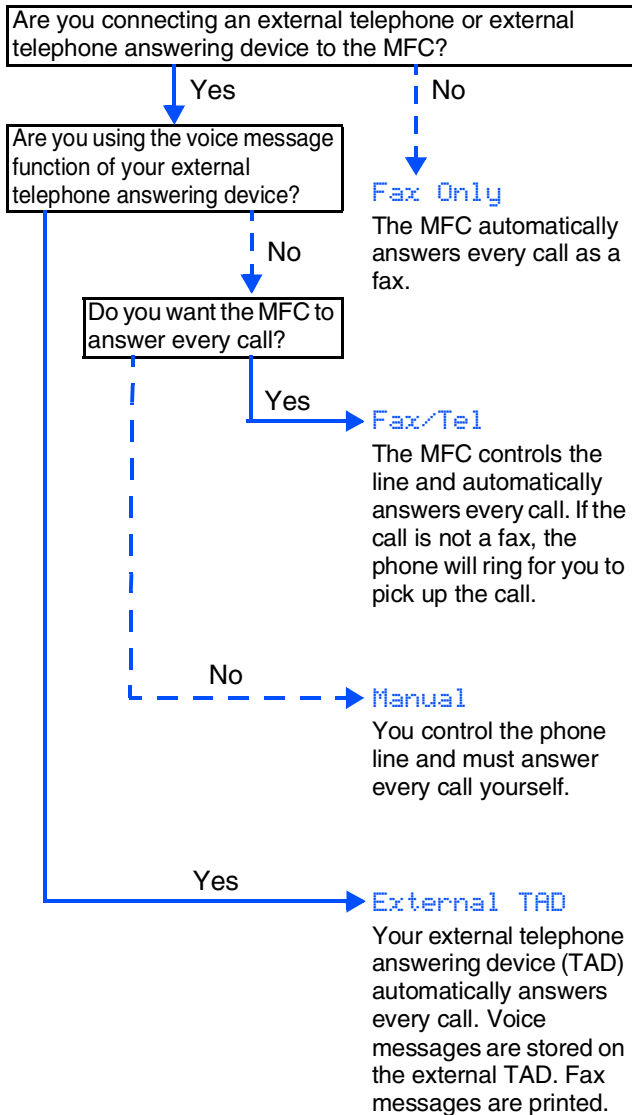 Are you connecting an external telephone or external
telephone answering device to the MFC?
Yes
No
Are you using the voice message
function of your external
telephone answering device?
Fax Only
The MFC automatically
answers every call as a
fax.
No
Do you want the MFC to
answer every call?
Yes
Fax/Tel
The MFC controls the
line and automatically
answers every call. If the
call is not a fax, the
phone will ring for you to
pick up the call.
No
Manual
You control the phone
line and must answer
every call yourself.
Yes
External TAD
Your external telephone
answering device (TAD)
automatically answers
every call. Voice
messages are stored on
the external TAD. Fax
messages are printed.